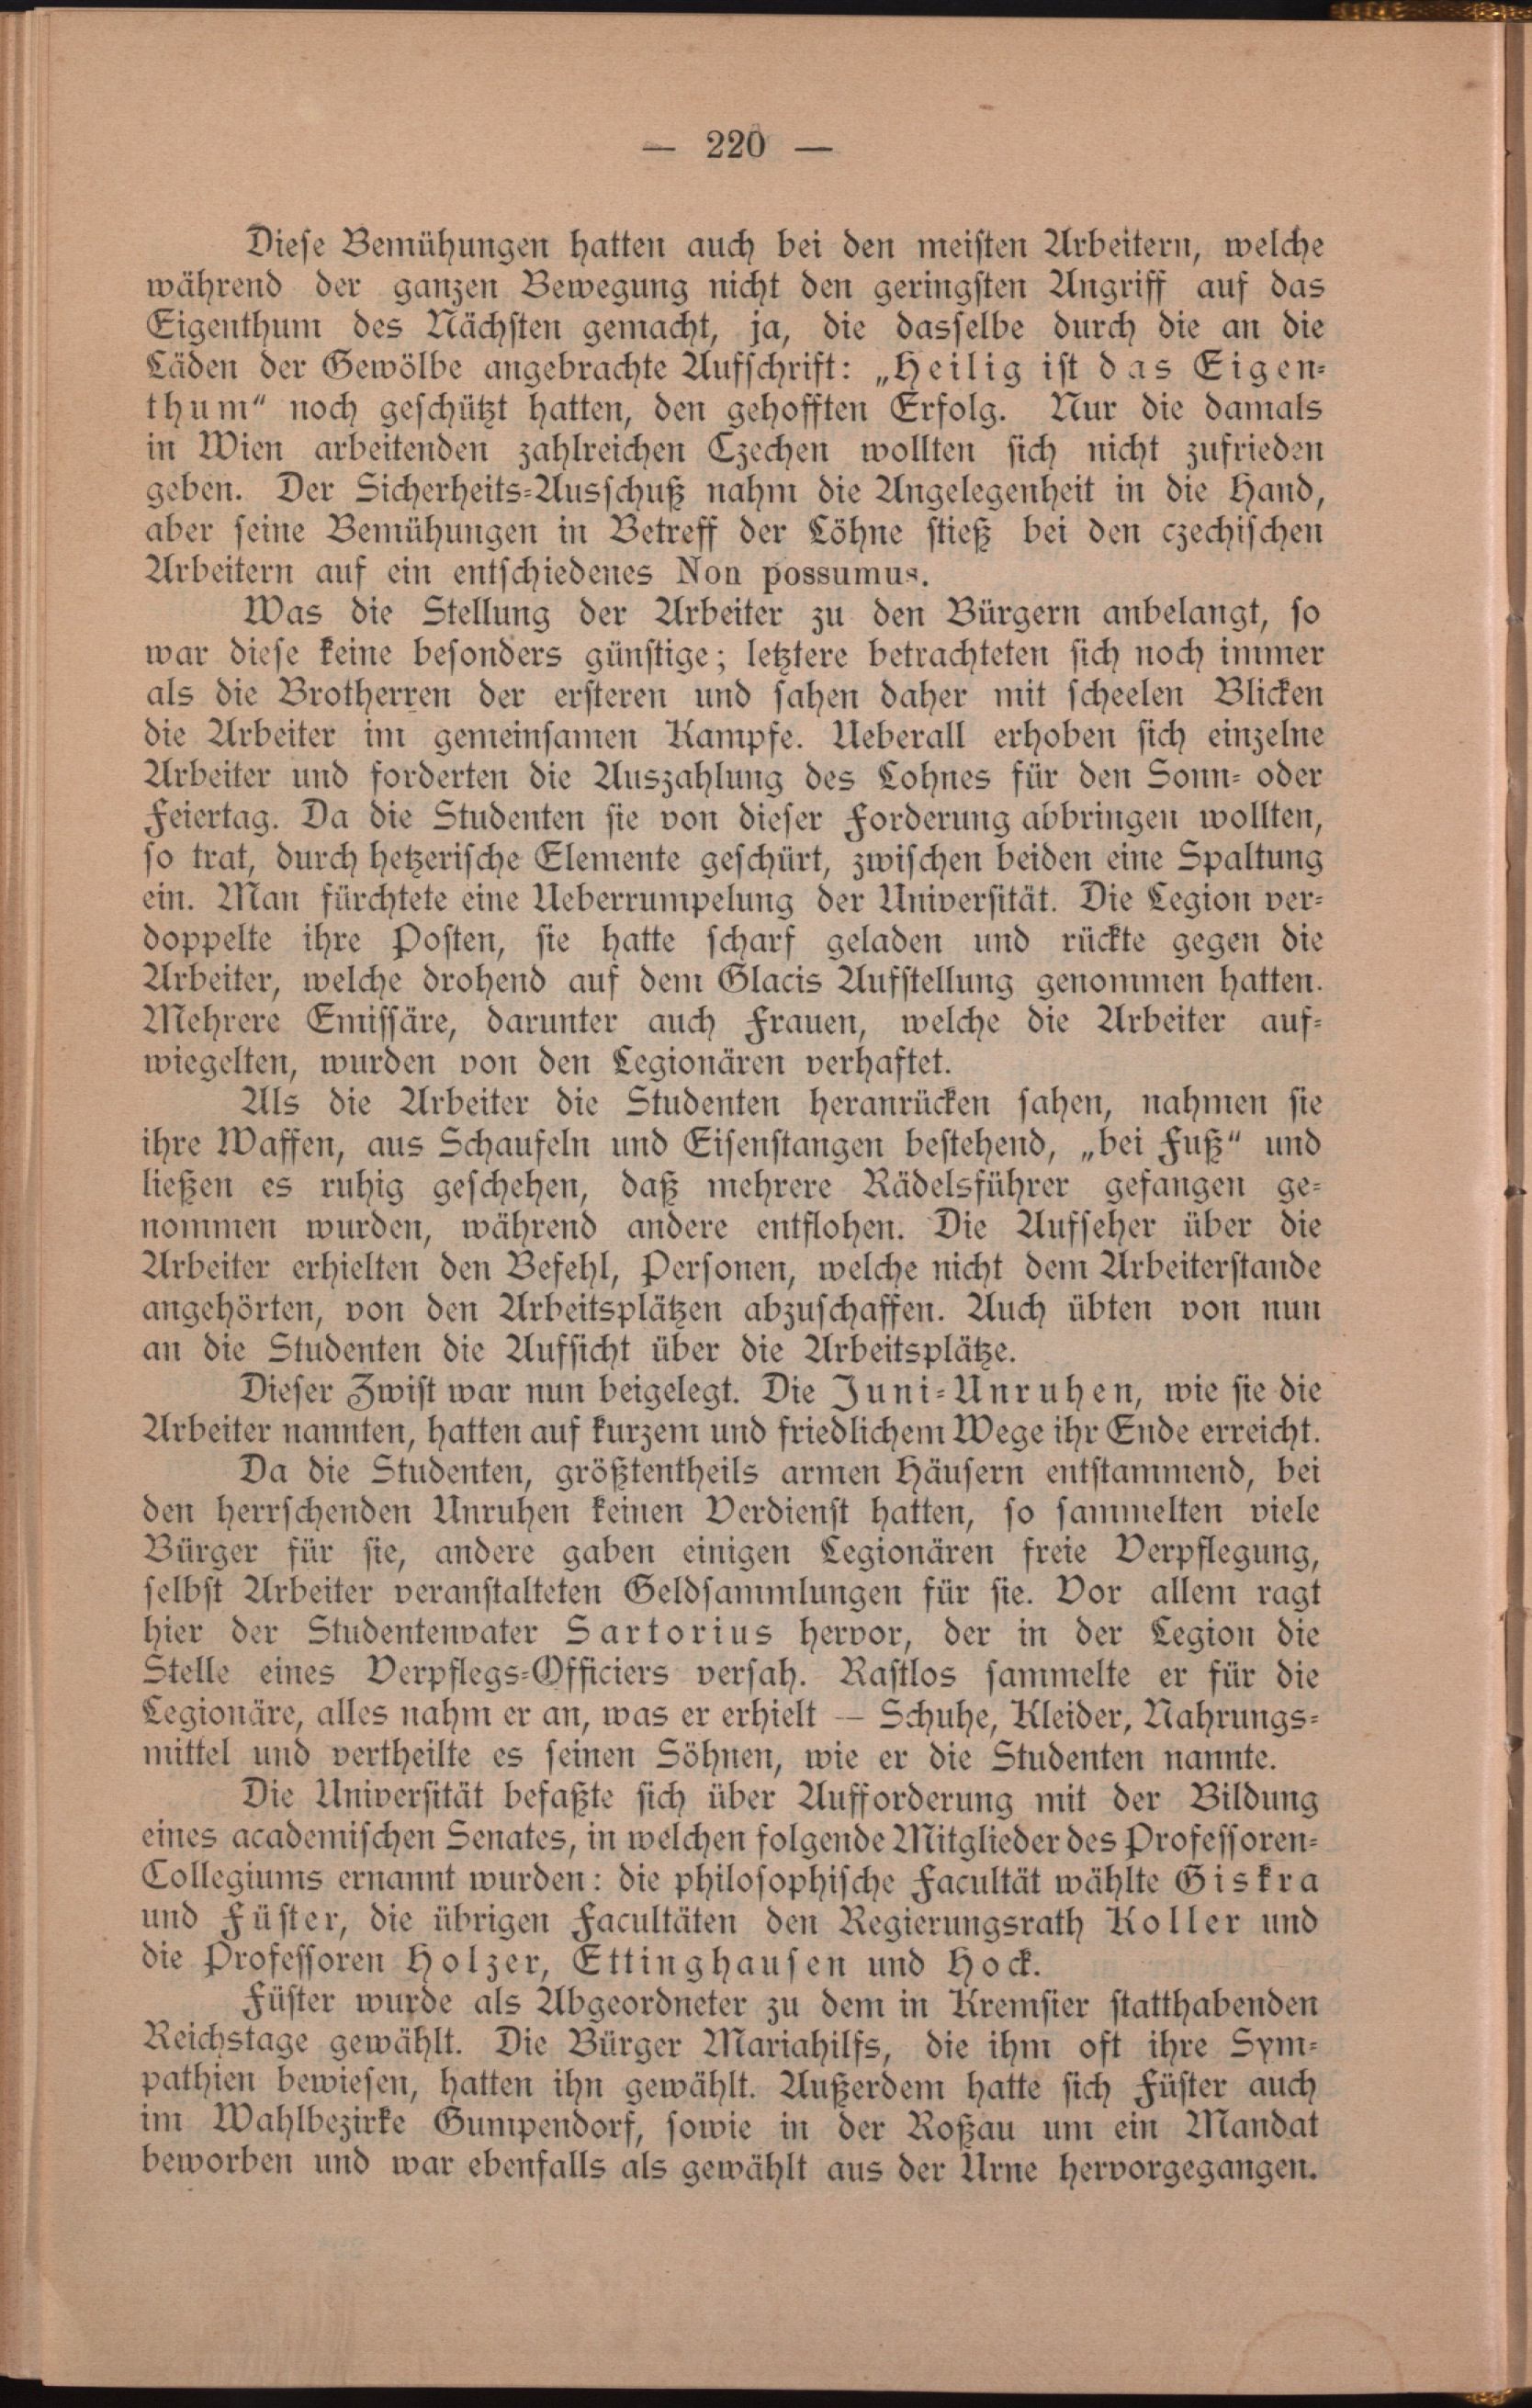 — 220 —
Diese Bemühungen hatten auch bei den meisten Arbeitern, welche
während der ganzen Bewegung nicht den geringsten Angriff auf das
Eigenthum des Nächsten gemacht, ja, die dasselbe durch die an die
Läden der Gewölbe angebrachte Aufschrift: „Heilig ist das Eigen-
thum“ noch geschützt hatten, den gehofften Erfolg. Nur die damals
in Wien arbeitenden zahlreichen Czechen wollten sich nicht zufrieden
geben. Der Sicherheits-Ausschuß nahm die Angelegenheit in die Hand,
aber seine Bemühungen in Betreff der Löhne stieß bei den czechischen
Arbeitern auf ein entschiedenes Non possumus.
Was die Stellung der Arbeiter zu den Bürgern anbelangt, so
war diese keine besonders günstige; letztere betrachteten sich noch immer
als die Brotherren der ersteren und sahen daher mit scheelen Blicken
die Arbeiter im gemeinsamen Kampfe. Ueberall erhoben sich einzelne
Arbeiter und forderten die Auszahlung des Lohnes für den Sonn- oder
Feiertag. Da die Studenten sie von dieser Forderung abbringen wollten,
so trat, durch hetzerische Elemente geschürt, zwischen beiden eine Spaltung
ein. Man fürchtete eine Ueberrumpelung der Universität. Die Legion ver-
doppelte ihre Posten, sie hatte scharf geladen und rückte gegen die
Arbeiter, welche drohend auf dem Glacis Aufstellung genommen hatten.
Mehrere Emissäre, darunter auch Frauen, welche die Arbeiter auf-
wiegelten, wurden von den Legionären verhaftet.
Als die Arbeiter die Studenten heranrücken sahen, nahmen sie
ihre Waffen, aus Schaufeln und Eisenstangen bestehend, „bei Fuß“ und
ließen es ruhig geschehen, daß mehrere Rädelsführer gefangen ge-
nommen wurden, während andere entflohen. Die Aufseher über die
Arbeiter erhielten den Befehl, Personen, welche nicht dem Arbeiterstande
angehörten, von den Arbeitsplätzen abzuschaffen. Auch übten von nun
an die Studenten die Aufsicht über die Arbeitsplätze.
Dieser Zwist war nun beigelegt. Die Juni-Unruhen, wie sie die
Arbeiter nannten, hatten auf kurzem und friedlichem Wege ihr Ende erreicht.
Da die Studenten, größtentheils armen Häusern entstammend, bei
den herrschenden Unruhen keinen Verdienst hatten, so sammelten viele
Bürger für sie, andere gaben einigen Legionären freie Verpflegung,
selbst Arbeiter veranstalteten Geldsammlungen für sie. Vor allem ragt
hier der Studentenvater Sartorius hervor, der in der Legion die
Stelle eines Verpflegs-Officiers versah. Rastlos sammelte er für die
Legionäre, alles nahm er an, was er erhielt — Schuhe, Kleider, Nahrungs-
mittel und vertheilte es seinen Söhnen, wie er die Studenten nannte.
Die Universität befaßte sich über Aufforderung mit der Bildung
eines academischen Senates, in welchen folgende Mitglieder des Professoren-
Collegiums ernannt wurden: die philosophische Facultät wählte Giskra
und Füster, die übrigen Facultäten den Regierungsrath Koller und
die Professoren Holzer, Ettinghausen und Hock.
Füster wurde als Abgeordneter zu dem in Kremsier statthabenden
Reichstage gewählt. Die Bürger Mariahilfs, die ihm oft ihre Sym-
pathien bewiesen, hatten ihn gewählt. Außerdem hatte sich Füster auch
im Wahlbezirke Gumpendorf, sowie in der Roßau um ein Mandat
beworben und war ebenfalls als gewählt aus der Urne hervorgegangen.